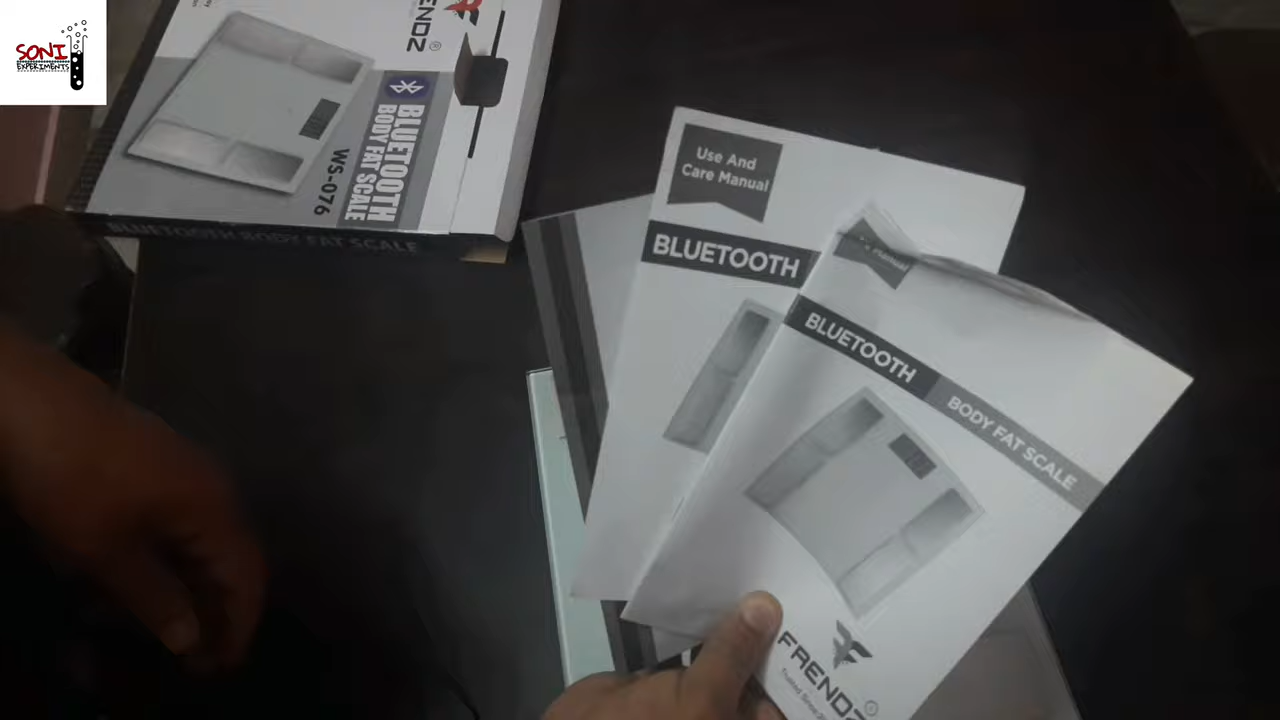 SONI
EXPERIMENTS
FRENDZ
BLUETOOTH
BODY FAT SCALE
WS-076
BLUETOOTH BODY FAT SCALE
Use And
Care Manual
BLUETOOTH
Manual
BLUETOOTH BODY FAT SCALE
FRENDZ